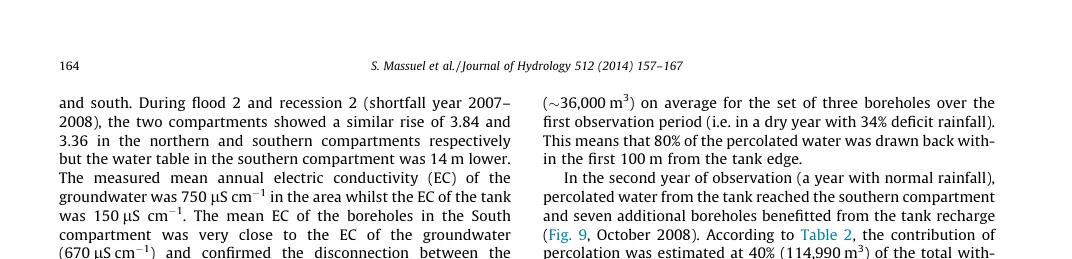 164
S. Massuel et al. / Journal of Hydrology 512 (2014) 157–167
and south. During flood 2 and recession 2 (shortfall year 2007–
2008), the two compartments showed a similar rise of 3.84 and
3.36 in the northern and southern compartments respectively
but the water table in the southern compartment was 14 m lower.
The measured mean annual electric conductivity (EC) of the
groundwater was 750 μS cm⁻¹ in the area whilst the EC of the tank
was 150 μS cm⁻¹. The mean EC of the boreholes in the South
compartment was very close to the EC of the groundwater
(670 μS cm⁻¹) and confirmed the disconnection between the
(∼36,000 m³) on average for the set of three boreholes over the
first observation period (i.e. in a dry year with 34% deficit rainfall).
This means that 80% of the percolated water was drawn back with-
in the first 100 m from the tank edge.
In the second year of observation (a year with normal rainfall),
percolated water from the tank reached the southern compartment
and seven additional boreholes benefitted from the tank recharge
(Fig. 9, October 2008). According to Table 2, the contribution of
percolation was estimated at 40% (114,990 m³) of the total with-